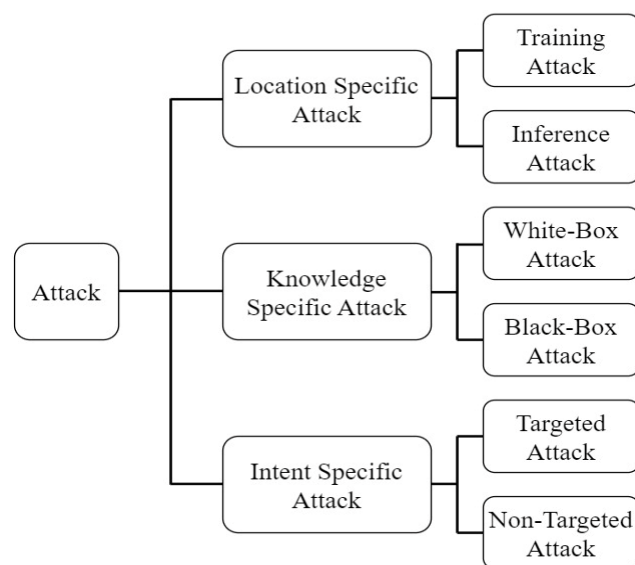 Training
Attack
Location Specific
Attack
Inference
Attack
White-Box
Attack
Attack
Knowledge
Specific Attack
Black-Box
Attack
Targeted
Attack
Intent Specific
Attack
Non-Targeted
Attack